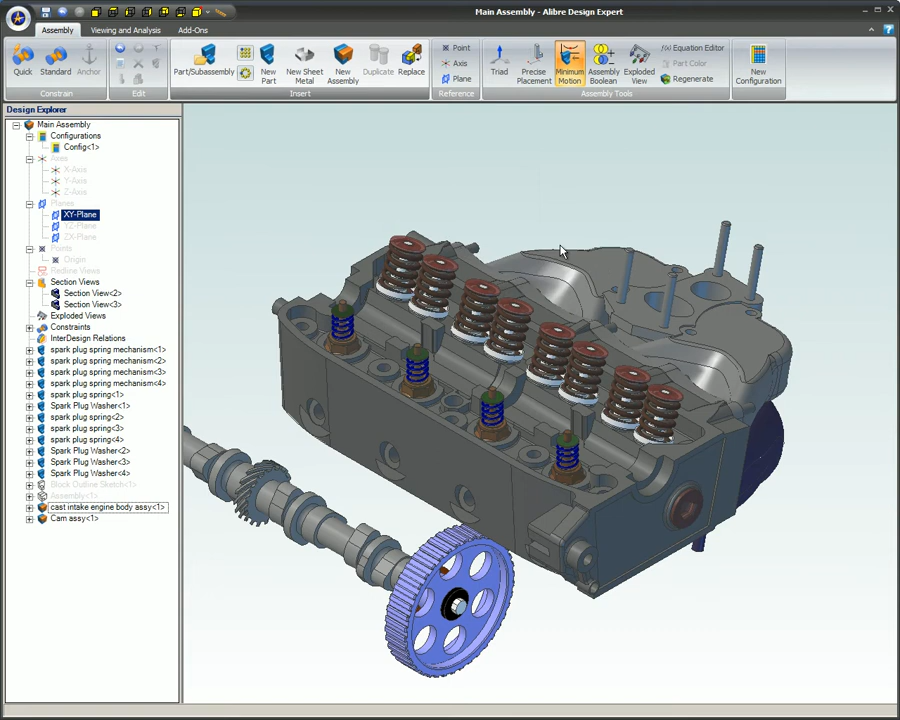 Main Assembly - Alibre Design Expert
Assembly
Viewing and Analysis
Add-Ons
Quick
Standard
Anchor
Constrain
Edit
Part/Subassembly
New Part
New Sheet Metal
New Assembly
Duplicate
Replace
Insert
Point
Axis
Plane
Reference
Triad
Precise Placement
Minimum Motion
Assembly Boolean
Exploded View
Equation Editor
Part Color
Regenerate
Assembly Tools
New Configuration
Design Explorer
Main Assembly
Configurations
Config<1>
Axes
X-Axis
Y-Axis
Z-Axis
Planes
XY-Plane
YZ-Plane
ZX-Plane
Points
Origin
Redline Views
Section Views
Section View<2>
Section View<3>
Exploded Views
Constraints
InterDesign Relations
spark plug spring mechanism<1>
spark plug spring mechanism<2>
spark plug spring mechanism<3>
spark plug spring mechanism<4>
spark plug spring<1>
Spark Plug Washer<1>
spark plug spring<2>
spark plug spring<3>
spark plug spring<4>
Spark Plug Washer<2>
Spark Plug Washer<3>
Spark Plug Washer<4>
Block Outline Sketch<1>
Assembly<1>
cast intake engine body assy<1>
Cam assy<1>